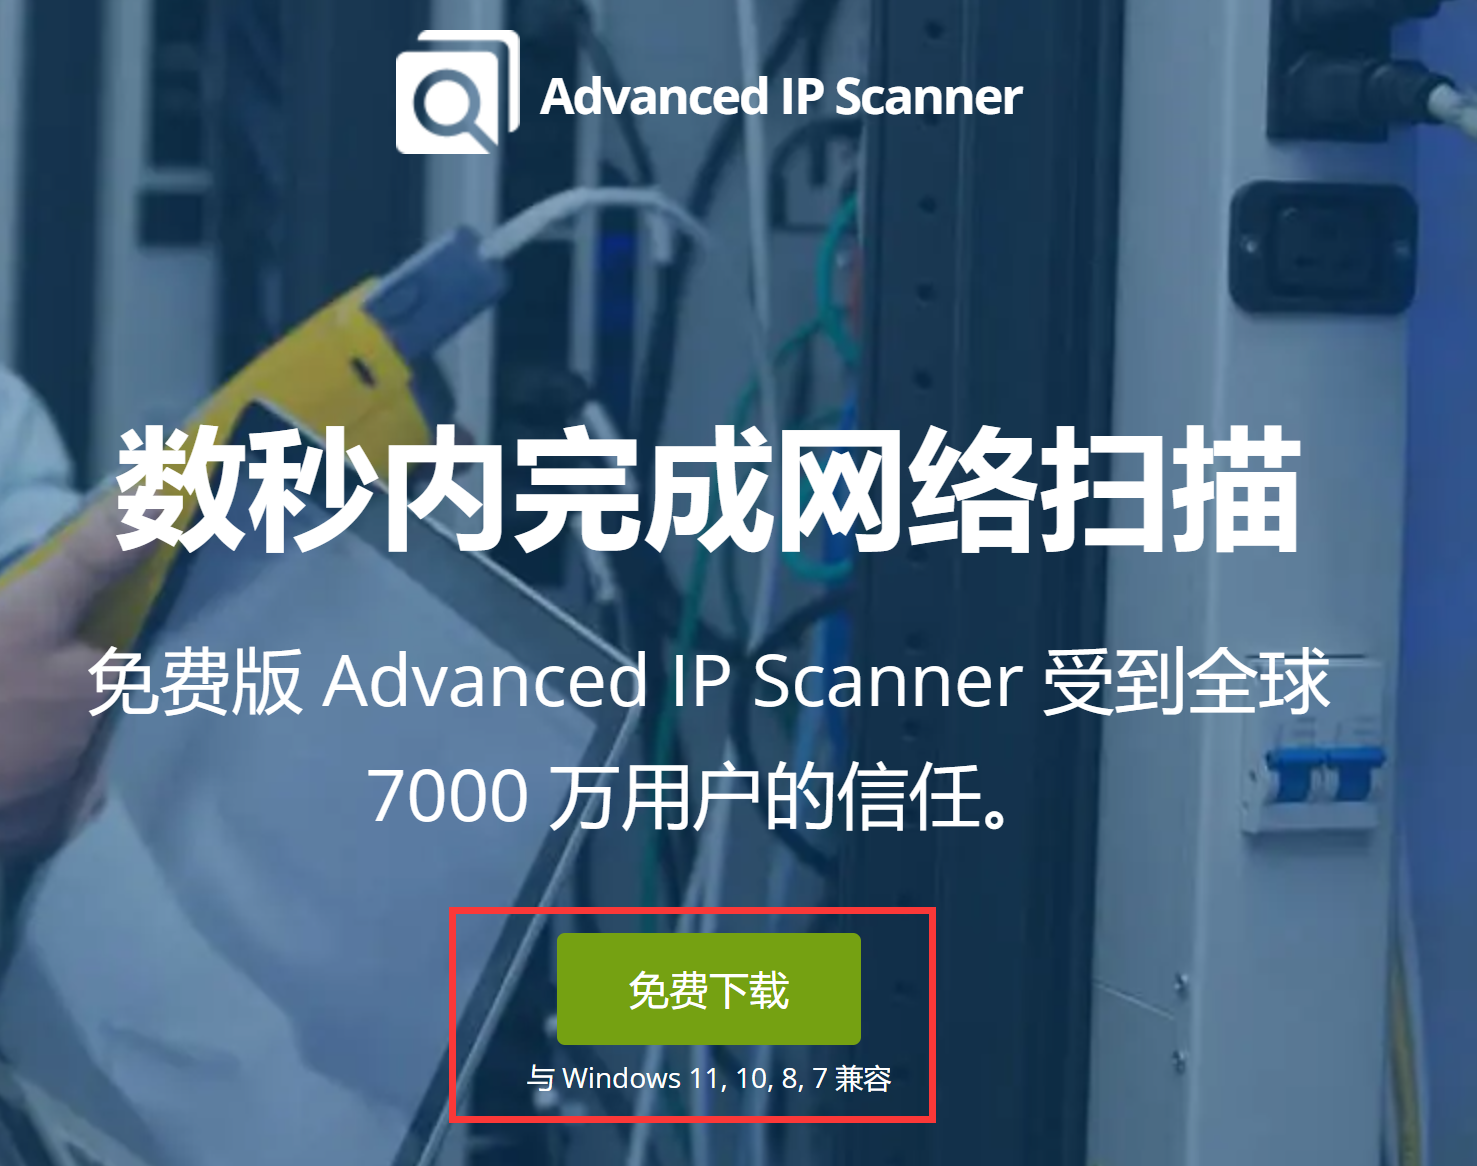 Advanced IP Scanner
数秒内完成网络扫描
免费版 Advanced IP Scanner 受到全球
7000 万用户的信任。
免费下载
与 Windows 11, 10, 8, 7 兼容